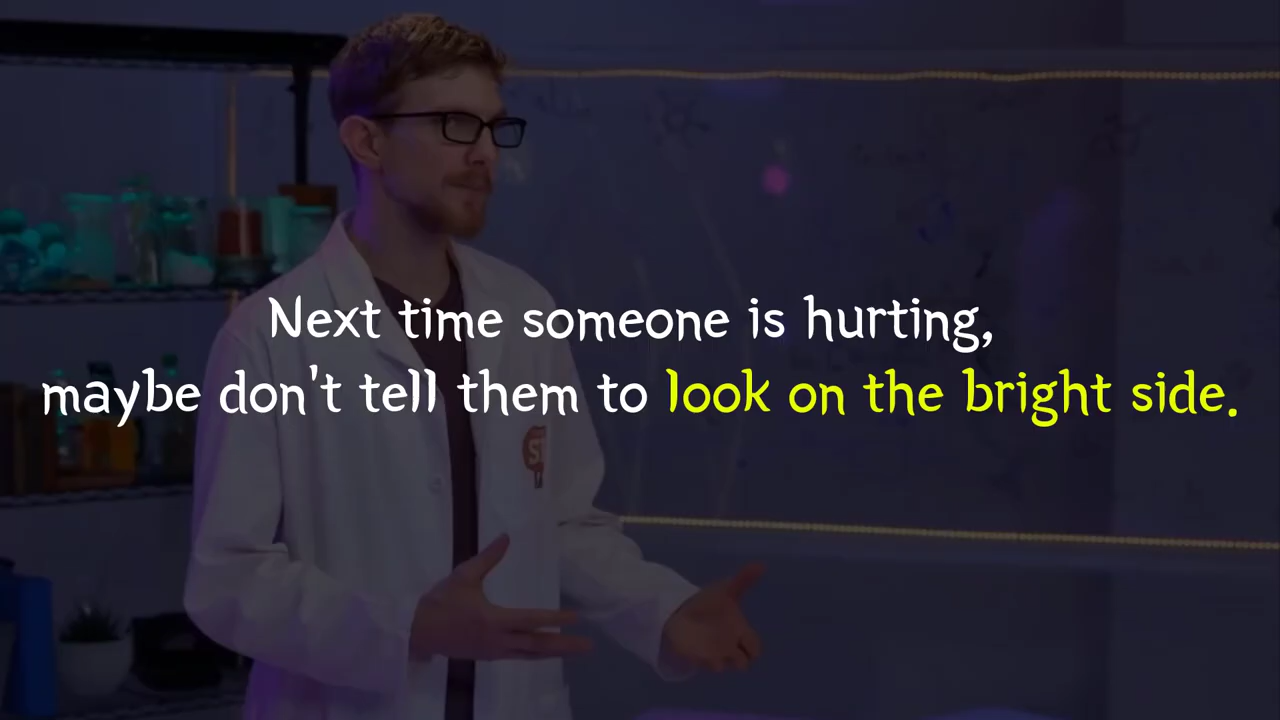 Next time someone is hurting,
maybe don't tell them to look on the bright side.